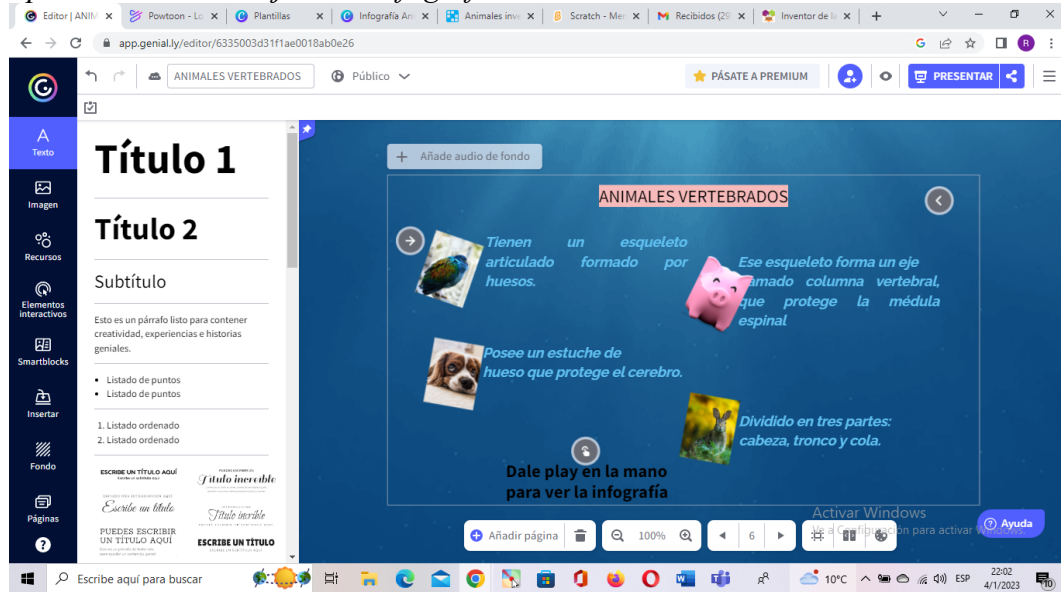 Editor | ANIM
Powtoon - Lo
Plantillas
Infografía An
Animales inve
Scratch - Mer
Recibidos (29
Inventor de la
app.genial.ly/editor/6335003d31f1ae0018ab0e26
R
ANIMALES VERTEBRADOS
Público
PÁSATE A PREMIUM
PRESENTAR
Texto
Imagen
Recursos
Elementos
interactivos
Smartblocks
Insertar
Fondo
Páginas
Título 1
Título 2
Subtítulo
Esto es un párrafo listo para contener
creatividad, experiencias e historias
geniales.
• Listado de puntos
• Listado de puntos
1. Listado ordenado
2. Listado ordenado
ESCRIBE UN TÍTULO AQUÍ
Título increíble
Escribe un título
Título increíble
PUEDES ESCRIBIR
UN TÍTULO AQUÍ
ESCRIBE UN TÍTULO
Añade audio de fondo
ANIMALES VERTEBRADOS
Tienen un esqueleto
articulado formado por
huesos.
Ese esqueleto forma un eje
llamado columna vertebral,
que protege la médula
espinal
Posee un estuche de
hueso que protege el cerebro.
Dividido en tres partes:
cabeza, tronco y cola.
Dale play en la mano
para ver la infografía
Activar Windows
Ve a Configuración para activar Windows.
Ayuda
Añadir página
100%
6
Escribe aquí para buscar
10°C
ESP
22:02
4/1/2023
10